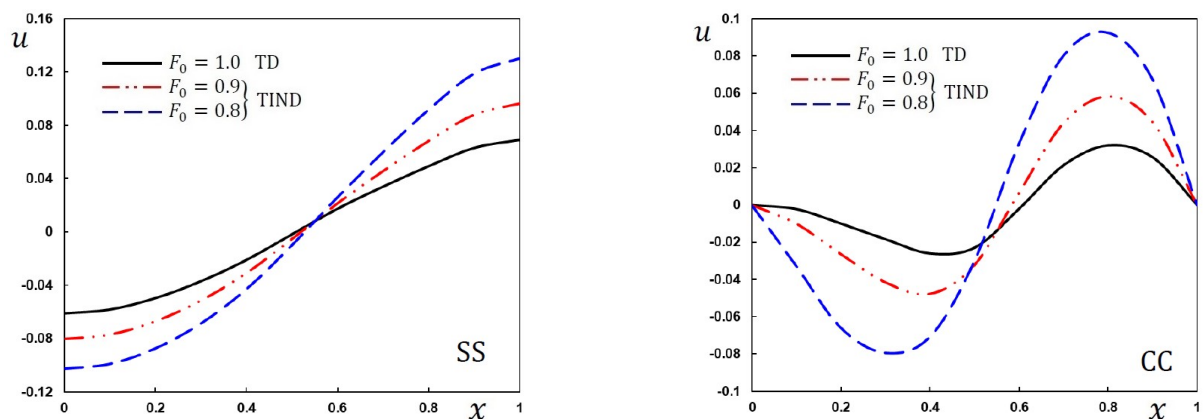 u
0.16
0.12
0.08
0.04
0
-0.04
-0.08
-0.12
F₀ = 1.0 TD
F₀ = 0.9
F₀ = 0.8
} TIND
SS
0 0.2 0.4 0.6 0.8 1
x
u
0.1
0.08
0.06
0.04
0.02
0
-0.02
-0.04
-0.06
-0.08
-0.1
F₀ = 1.0 TD
F₀ = 0.9
F₀ = 0.8
} TIND
CC
0 0.2 0.4 0.6 0.8 1
x